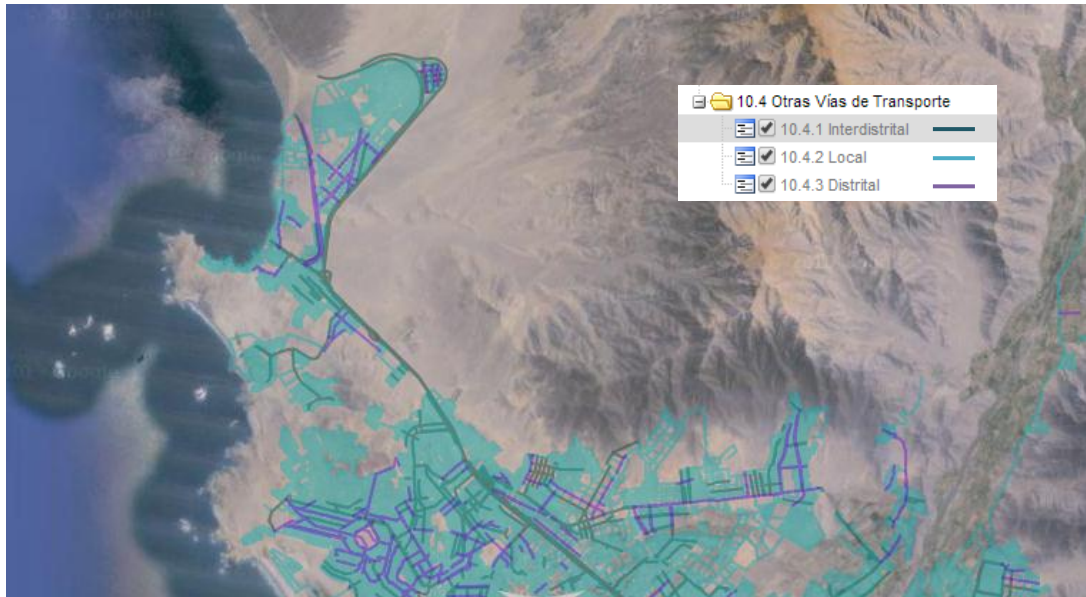 10.4 Otras Vías de Transporte
10.4.1 Interdistrital
10.4.2 Local
10.4.3 Distrital